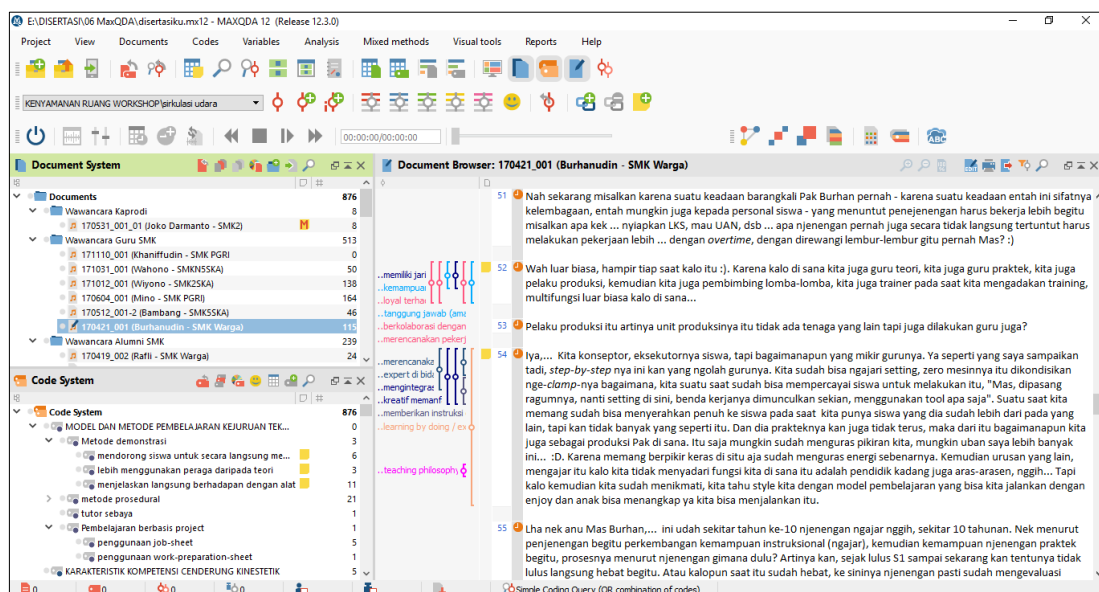 E:\DISERTASI\06 MaxQDA\disertasiku.mx12 - MAXQDA 12 (Release 12.3.0)
Project View Documents Codes Variables Analysis Mixed methods Visual tools Reports Help
KENYAMANAN RUANG WORKSHOP\sirkulasi udara
00:00:00/00:00:00
Document System
Documents 876
Wawancara Kaprodi 8
170531_001_01 (Joko Darmanto - SMK2) M 8
Wawancara Guru SMK 513
171110_001 (Khaniffudin - SMK PGRI 0
171031_001 (Wahono - SMKN5SKA) 50
171012_001 (Wiyono - SMK2SKA) 138
170604_001 (Mino - SMK PGRI) 164
170512_001-2 (Bambang - SMK5SKA) 46
170421_001 (Burhanudin - SMK Warga) 115
Wawancara Alumni SMK 239
170419_002 (Rafli - SMK Warga) 24
Code System
Code System 876
MODEL DAN METODE PEMBELAJARAN KEJURUAN TEK... 0
Metode demonstrasi 3
mendorong siswa untuk secara langsung me... 6
lebih menggunakan peraga daripada teori 3
menjelaskan langsung berhadapan dengan alat 11
metode prosedural 21
tutor sebaya 1
Pembelajaran berbasis project 1
penggunaan job-sheet 5
penggunaan work-preparation-sheet 1
KARAKTERISTIK KOMPETENSI CENDERUNG KINESTETIK 5
Document Browser: 170421_001 (Burhanudin - SMK Warga)
51 Nah sekarang misalkan karena suatu keadaan barangkali Pak Burhan pernah - karena suatu keadaan entah ini sifatnya
kelembagaan, entah mungkin juga kepada personal siswa - yang menuntut penejenengan harus bekerja lebih begitu
misalkan apa kek ... nyiapkan LKS, mau UAN, dsb ... apa njenengan pernah juga secara tidak langsung tertuntut harus
melakukan pekerjaan lebih ... dengan overtime, dengan direwangi lembur-lembur gitu pernah Mas? :)
..memiliki jari
..kemampuar
..loyal terhac
..tanggung jawab (ama
..berkolaborasi dengan
..merencanakan pekerj
52 Wah luar biasa, hampir tiap saat kalo itu :). Karena kalo di sana kita juga guru teori, kita juga guru praktek, kita juga
pelaku produksi, kemudian kita juga pembimbing lomba-lomba, kita juga trainer pada saat kita mengadakan training,
multifungsi luar biasa kalo di sana...
53 Pelaku produksi itu artinya unit produksinya itu tidak ada tenaga yang lain tapi juga dilakukan guru juga?
..merencanaka
..expert di bida
..mengintegras
..kreatif memanf
..memberikan instruksi
..learning by doing / ex
..teaching philosophy
54 Iya,... Kita konseptor, eksekutornya siswa, tapi bagaimanapun yang mikir gurunya. Ya seperti yang saya sampaikan
tadi, step-by-step nya ini kan yang ngolah gurunya. Kita sudah bisa ngajari setting, zero mesinnya itu dikondisikan
nge-clamp-nya bagaimana, kita suatu saat sudah bisa mempercayai siswa untuk melakukan itu, "Mas, dipasang
ragumnya, nanti setting di sini, benda kerjanya dimunculkan sekian, menggunakan tool apa saja". Suatu saat kita
memang sudah bisa menyerahkan penuh ke siswa pada saat kita punya siswa yang dia sudah lebih dari pada yang
lain, tapi kan tidak banyak yang seperti itu. Dan dia prakteknya kan juga tidak terus, maka dari itu bagaimanapun kita
juga sebagai produksi Pak di sana. Itu saja mungkin sudah menguras pikiran kita, mungkin uban saya lebih banyak
ini... :D. Karena memang berpikir keras di situ aja sudah menguras energi sebenarnya. Kemudian urusan yang lain,
mengajar itu kalo kita tidak menyadari fungsi kita di sana itu adalah pendidik kadang juga aras-arasen, nggih... Tapi
kalo kemudian kita sudah menikmati, kita tahu style kita dengan model pembelajaran yang bisa kita jalankan dengan
enjoy dan anak bisa menangkap ya kita bisa menjalankan itu.
55 Lha nek anu Mas Burhan,... ini udah sekitar tahun ke-10 njenengan ngajar nggih, sekitar 10 tahunan. Nek menurut
penjenengan begitu perkembangan kemampuan instruksional (ngajar), kemudian kemampuan njenengan praktek
begitu, prosesnya menurut njenengan gimana dulu? Artinya kan, sejak lulus S1 sampai sekarang kan tentunya tidak
lulus langsung hebat begitu. Atau kalopun saat itu sudah hebat, ke sininya njenengan pasti sudah mengevaluasi
0 0 0 0 Simple Coding Query (OR combination of codes)